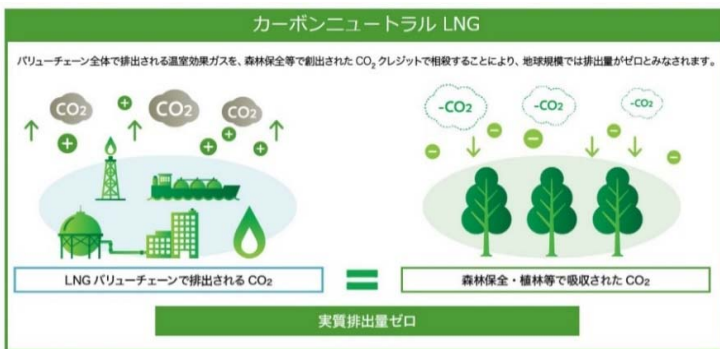 カーボンニュートラル LNG
バリューチェーン全体で排出される温室効果ガスを、森林保全等で創出された CO₂ クレジットで相殺することにより、地球規模では排出量がゼロとみなされます。
CO₂ CO₂ CO₂
-CO₂ -CO₂ -CO₂
LNG バリューチェーンで排出される CO₂ = 森林保全・植林等で吸収された CO₂
実質排出量ゼロ